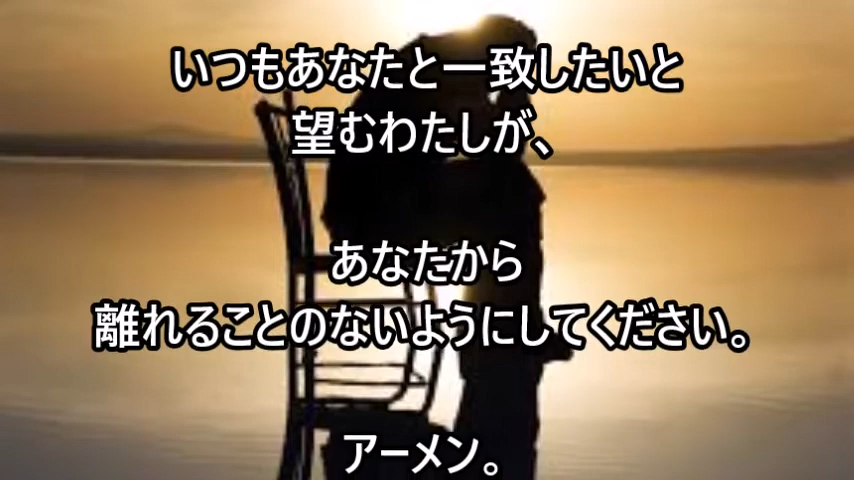 いつもあなたと一致したいと
望むわたしが、
あなたから
離れることのないようにしてください。
アーメン。